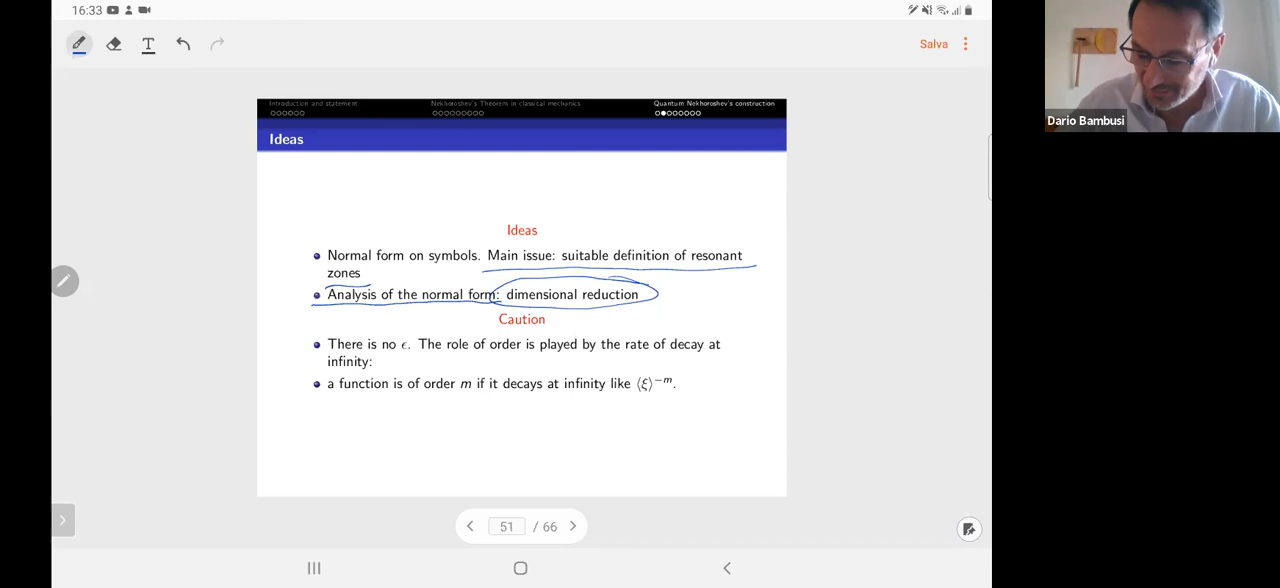 16:33
Salva
Introduction and statement
Nekhoroshev's Theorem in classical mechanics
Quantum Nekhoroshev's construction
Ideas
Ideas
Normal form on symbols. Main issue: suitable definition of resonant
zones
Analysis of the normal form: dimensional reduction
Caution
There is no ϵ. The role of order is played by the rate of decay at
infinity:
a function is of order m if it decays at infinity like ⟨ξ⟩^{-m}.
51 / 66
Dario Bambusi